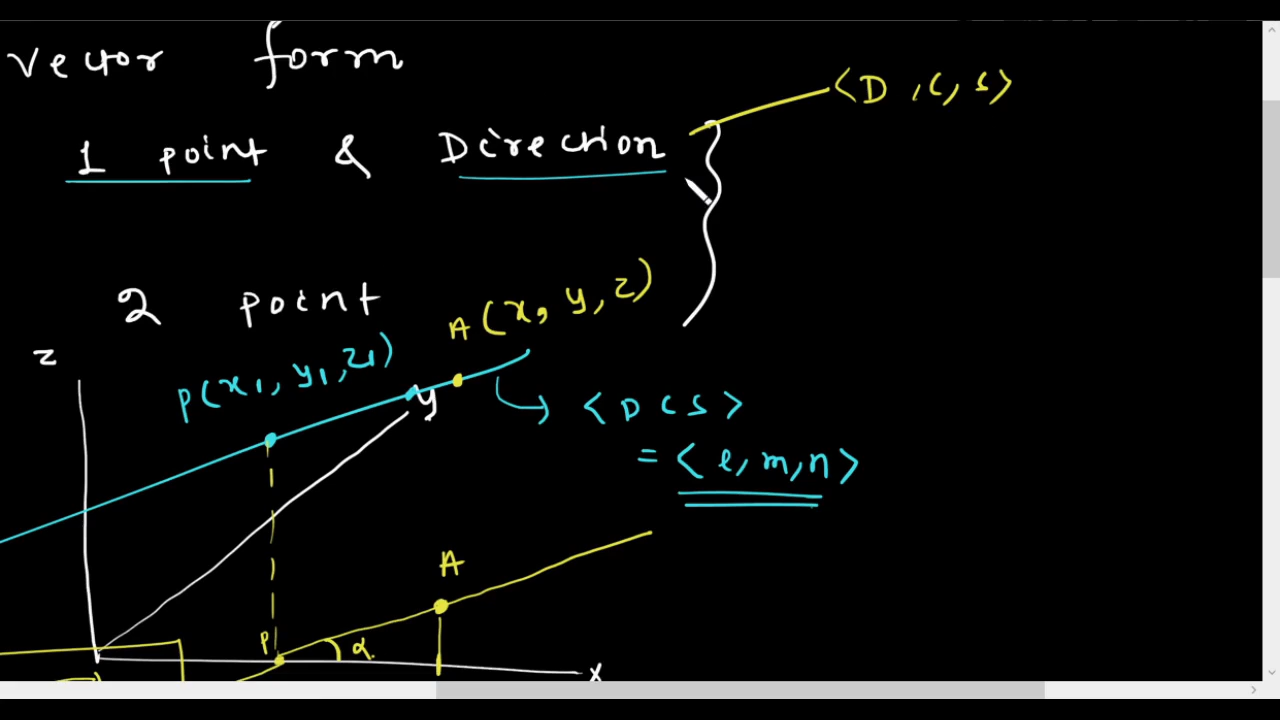 vector form
<D, C, S>
1 point & Direction
2 point
A (x, y, z)
z
P(x1, y1, z1)
y
<D C S>
= <l, m, n>
A
P
α
x